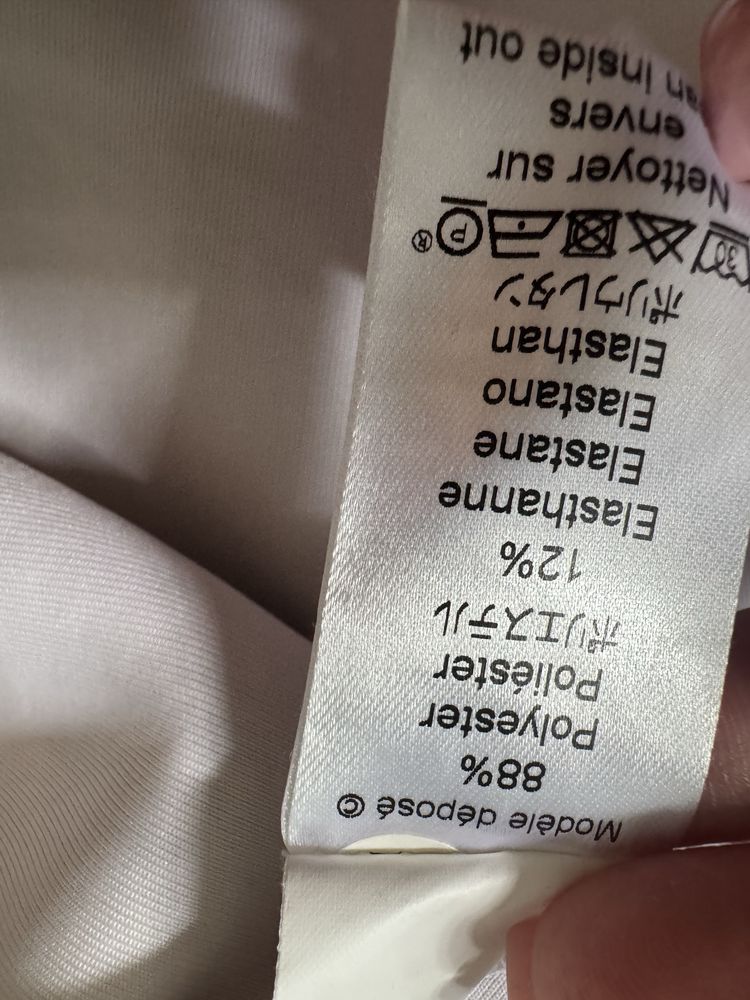 Modèle déposé ©
88%
Polyester
Poliéster
ポリエステル
12%
Elasthanne
Elastane
Elastano
Elasthan
ポリウレタン
30 P ®
Nettoyer sur
envers
inside out